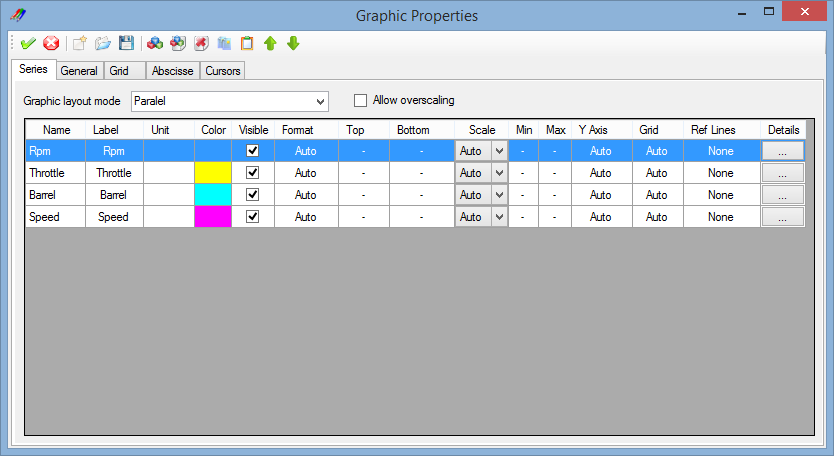 Graphic Properties
Series General Grid Abscisse Cursors
Graphic layout mode Paralel Allow overscaling
Name Label Unit Color Visible Format Top Bottom Scale Min Max Y Axis Grid Ref Lines Details
Rpm Rpm Auto - - Auto - - Auto Auto None ...
Throttle Throttle Auto - - Auto - - Auto Auto None ...
Barrel Barrel Auto - - Auto - - Auto Auto None ...
Speed Speed Auto - - Auto - - Auto Auto None ...